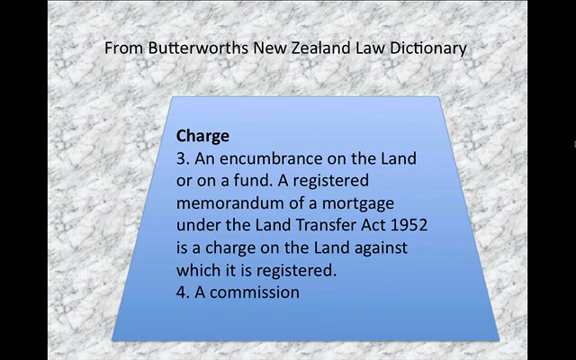 From Butterworths New Zealand Law Dictionary
Charge
3. An encumbrance on the Land
or on a fund. A registered
memorandum of a mortgage
under the Land Transfer Act 1952
is a charge on the Land against
which it is registered.
4. A commission